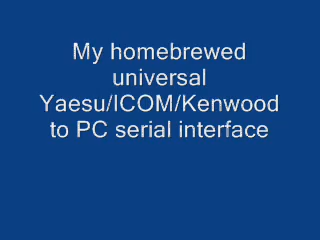 My homebrewed
universal
Yaesu/ICOM/Kenwood
to PC serial interface